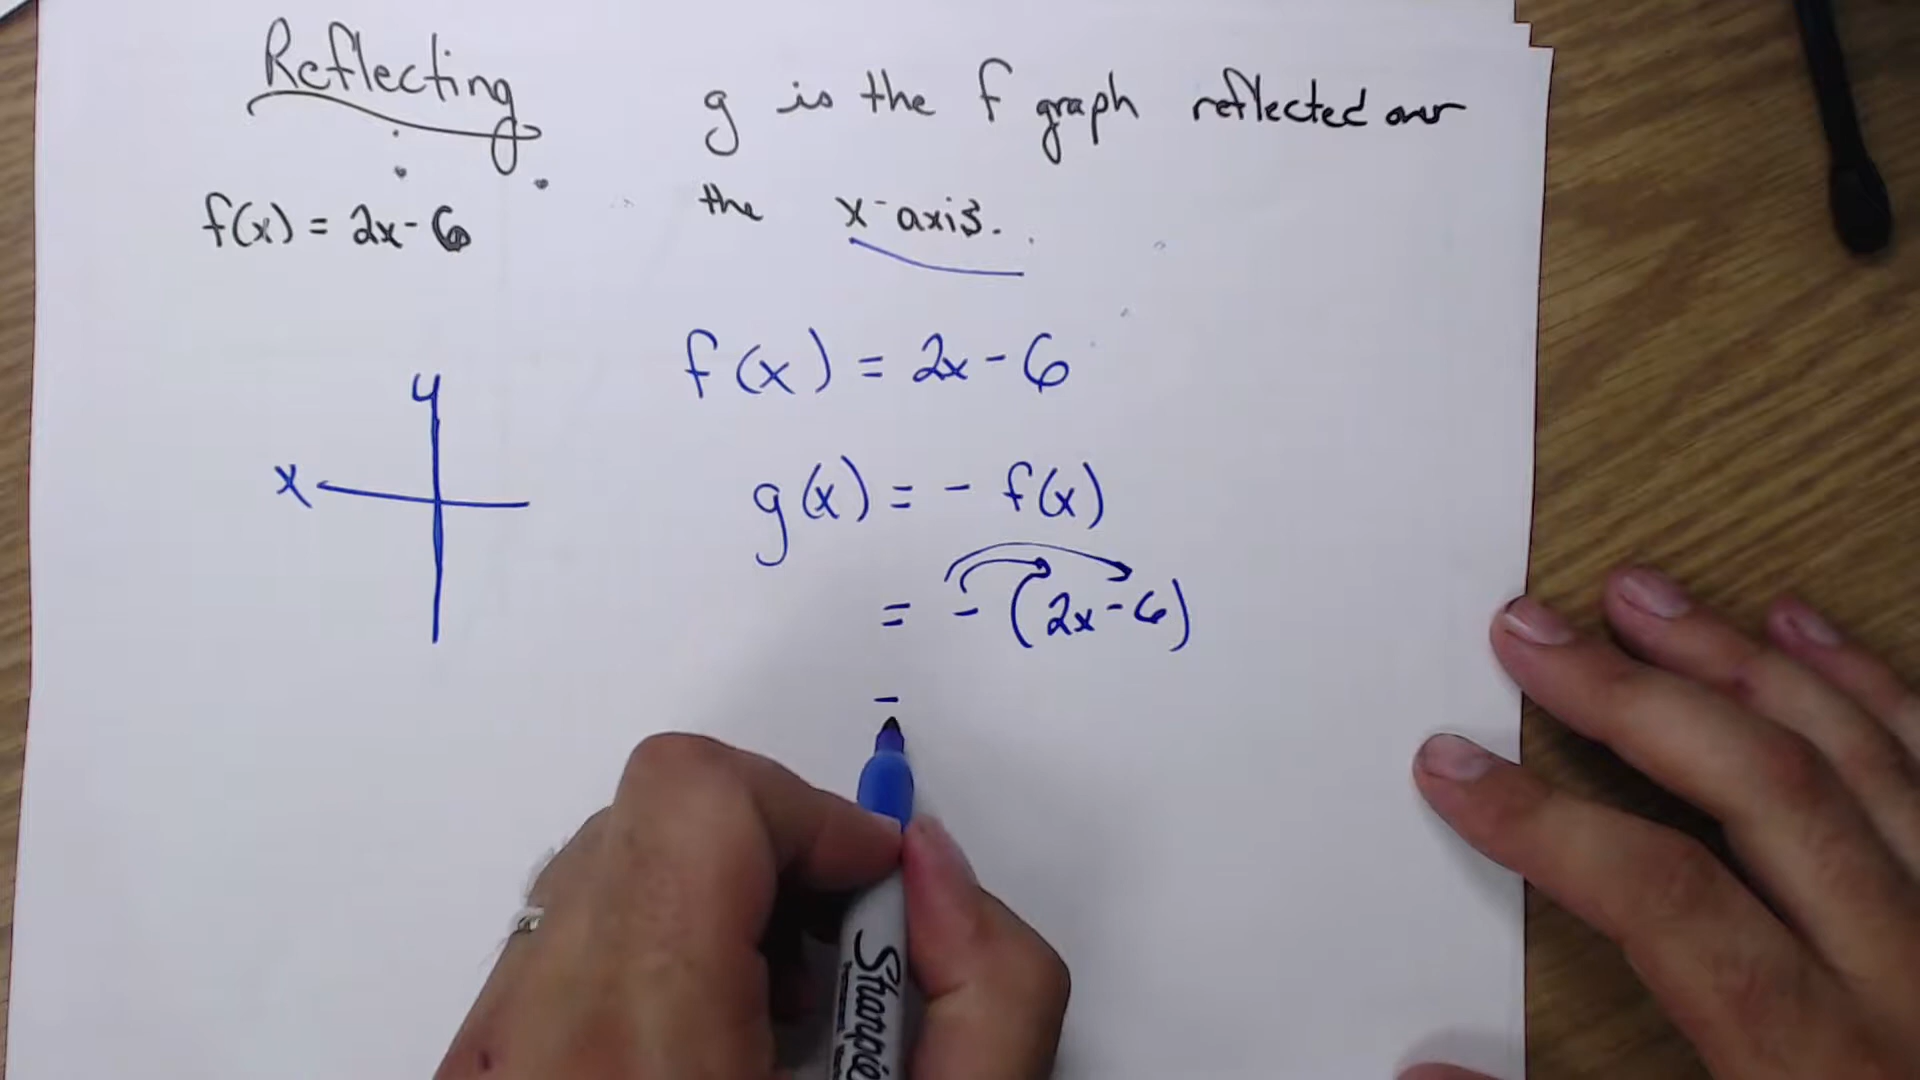 Reflecting
g is the f graph reflected over
the x-axis.
f(x) = 2x - 6
f(x) = 2x - 6
y
x
g(x) = - f(x)
= - (2x - 6)
-
Sharpie